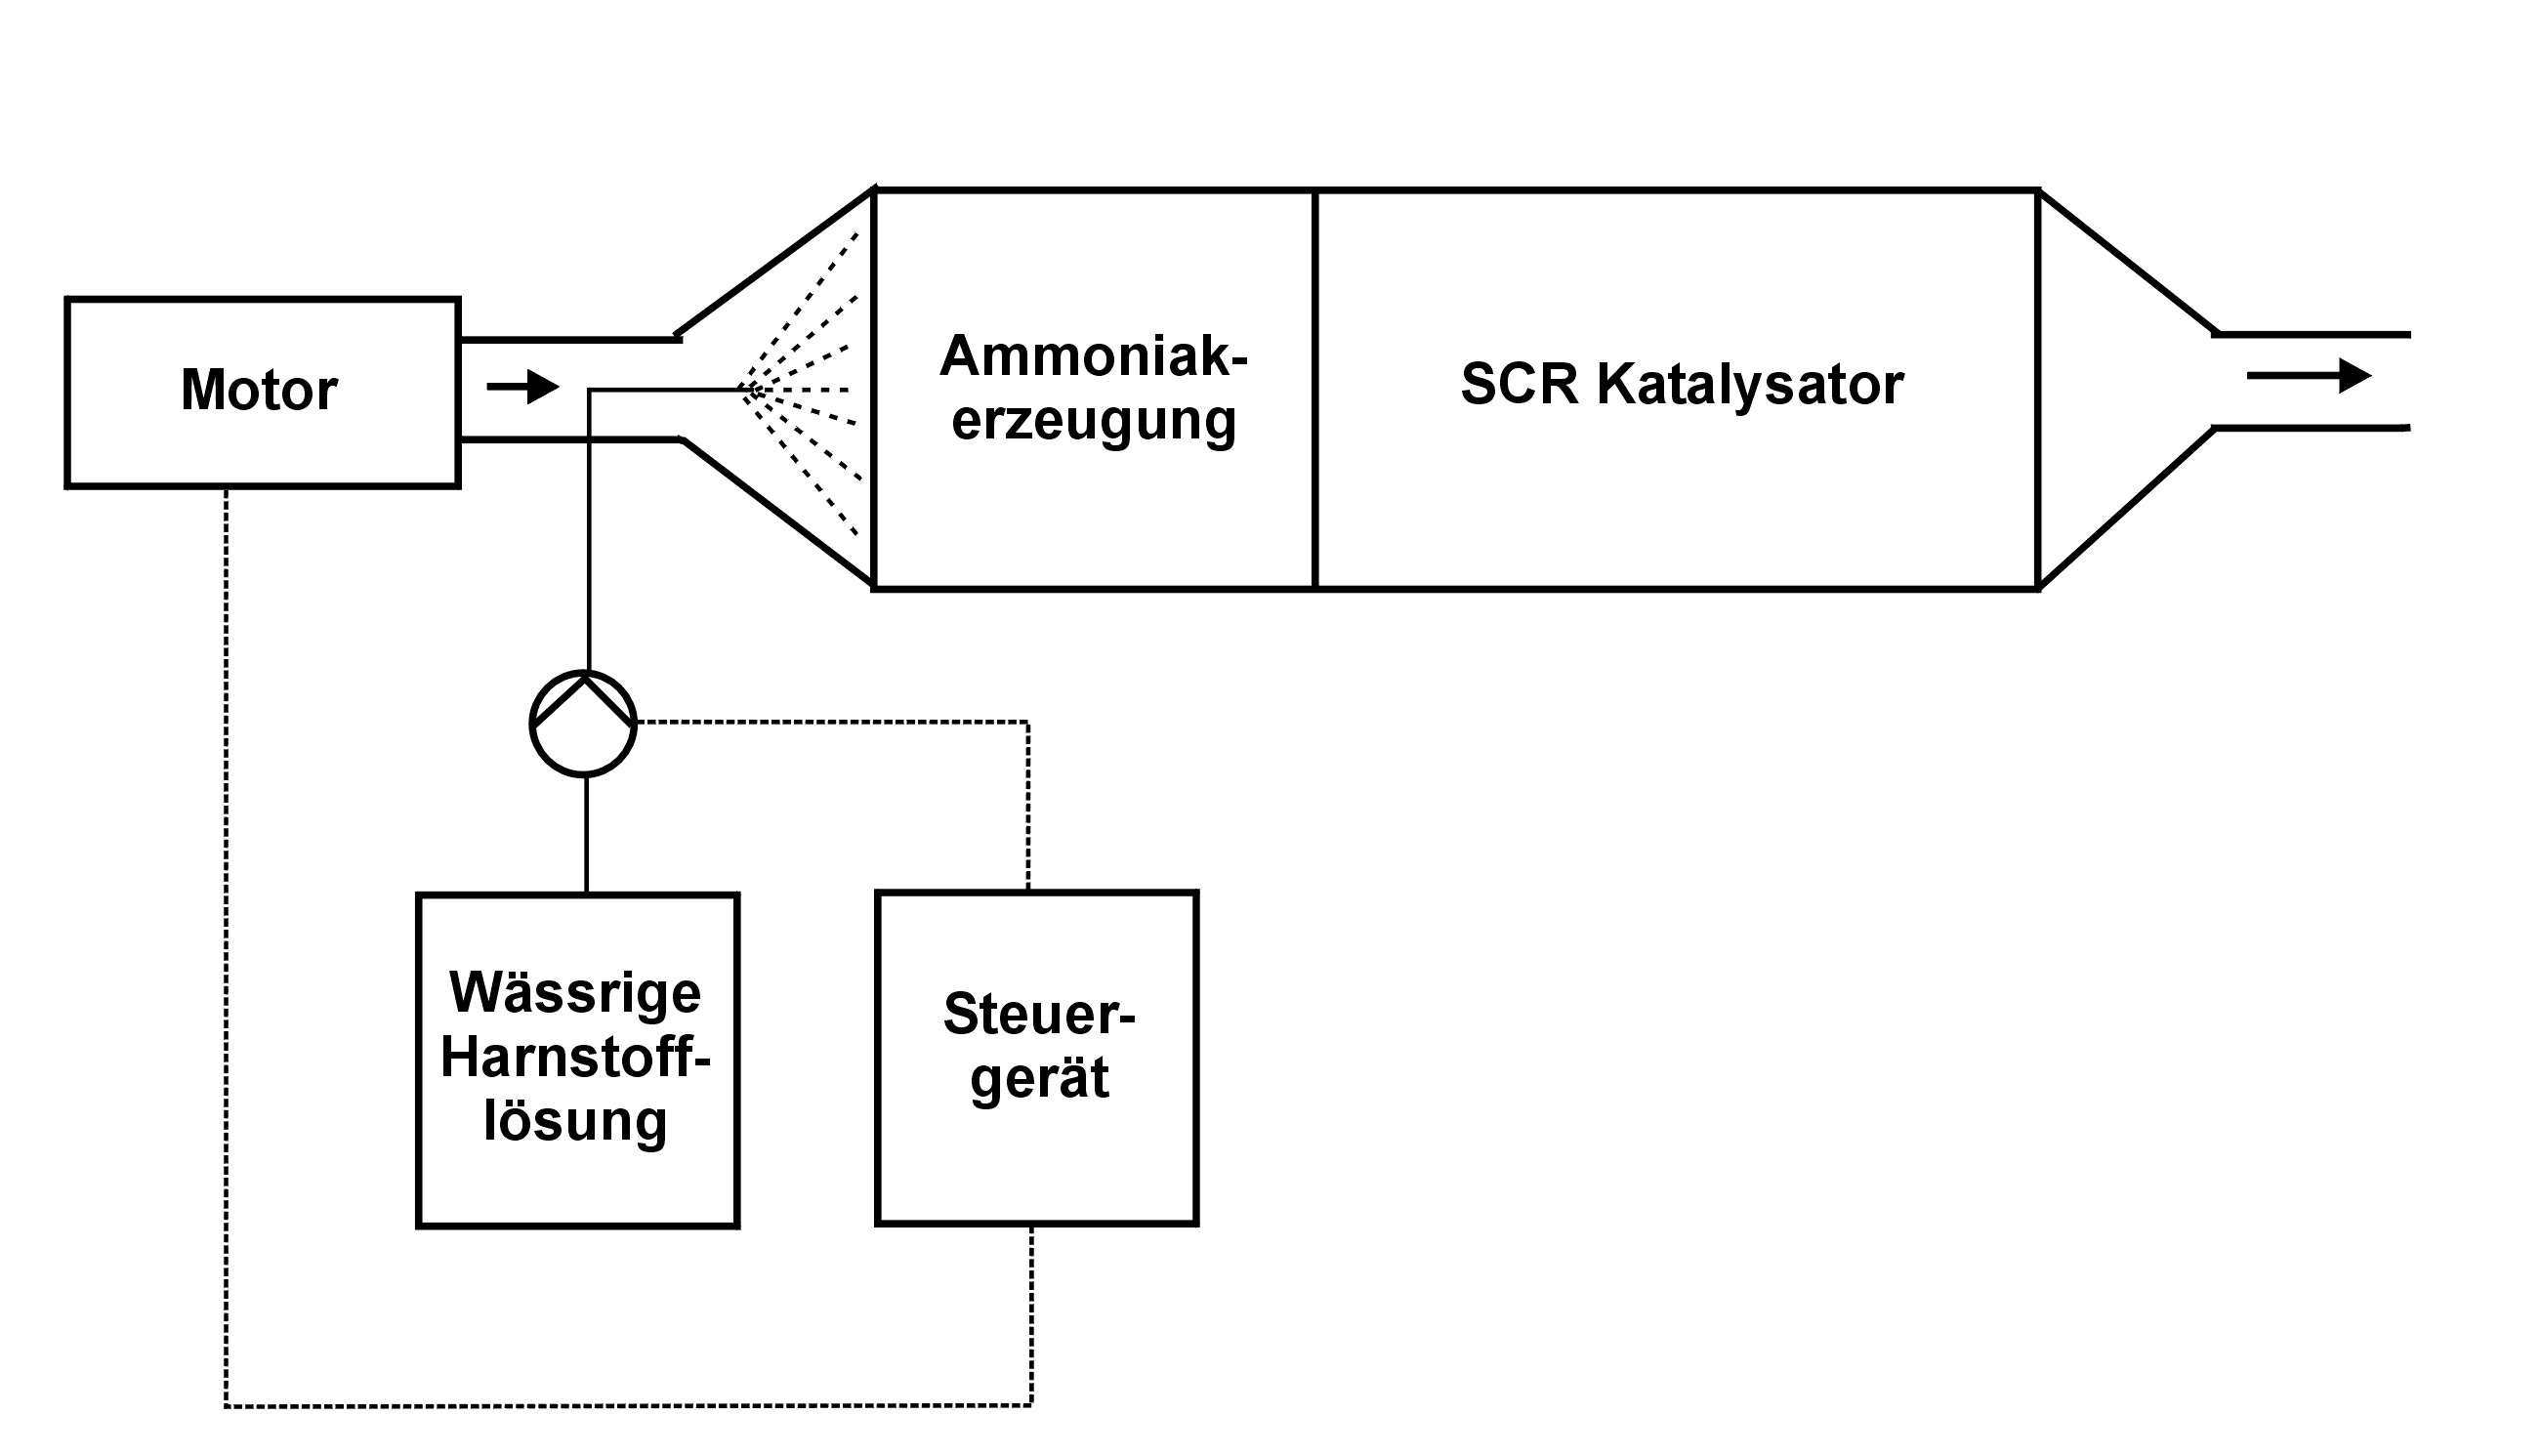 Motor
Ammoniak-
erzeugung
SCR Katalysator
Wässrige
Harnstoff-
lösung
Steuer-
gerät